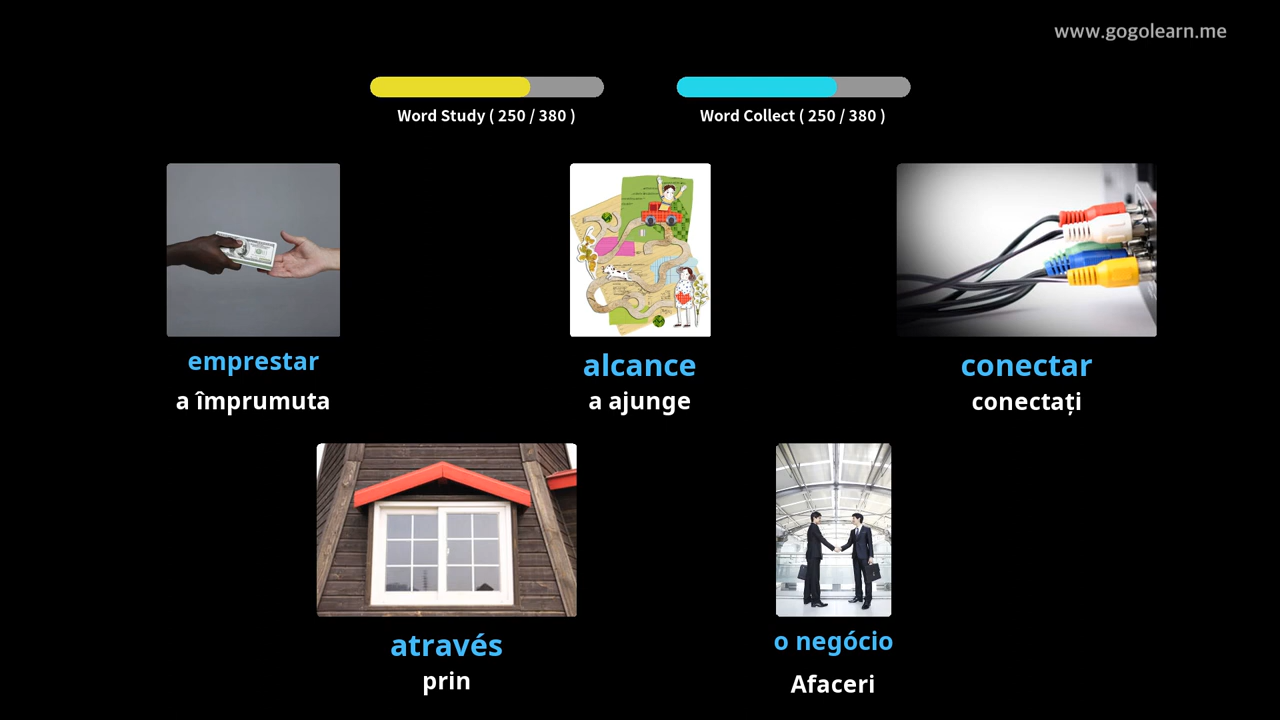 www.gogolearn.me
Word Study ( 250 / 380 )
Word Collect ( 250 / 380 )
emprestar
a împrumuta
alcance
a ajunge
conectar
conectați
através
prin
o negócio
Afaceri